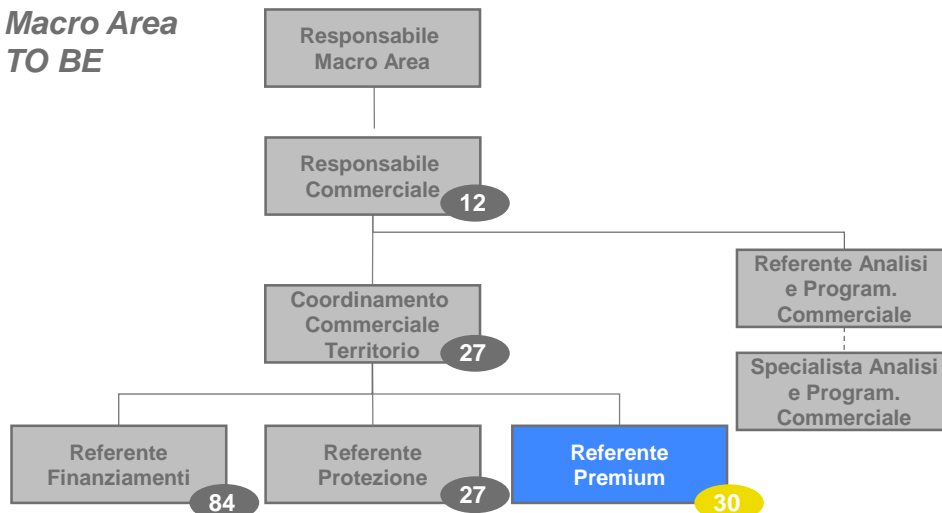 Macro Area
TO BE
Responsabile
Macro Area
Responsabile
Commerciale
12
Referente Analisi
e Program.
Commerciale
Coordinamento
Commerciale
Territorio
27
Specialista Analisi
e Program.
Commerciale
Referente
Finanziamenti
84
Referente
Protezione
27
Referente
Premium
30